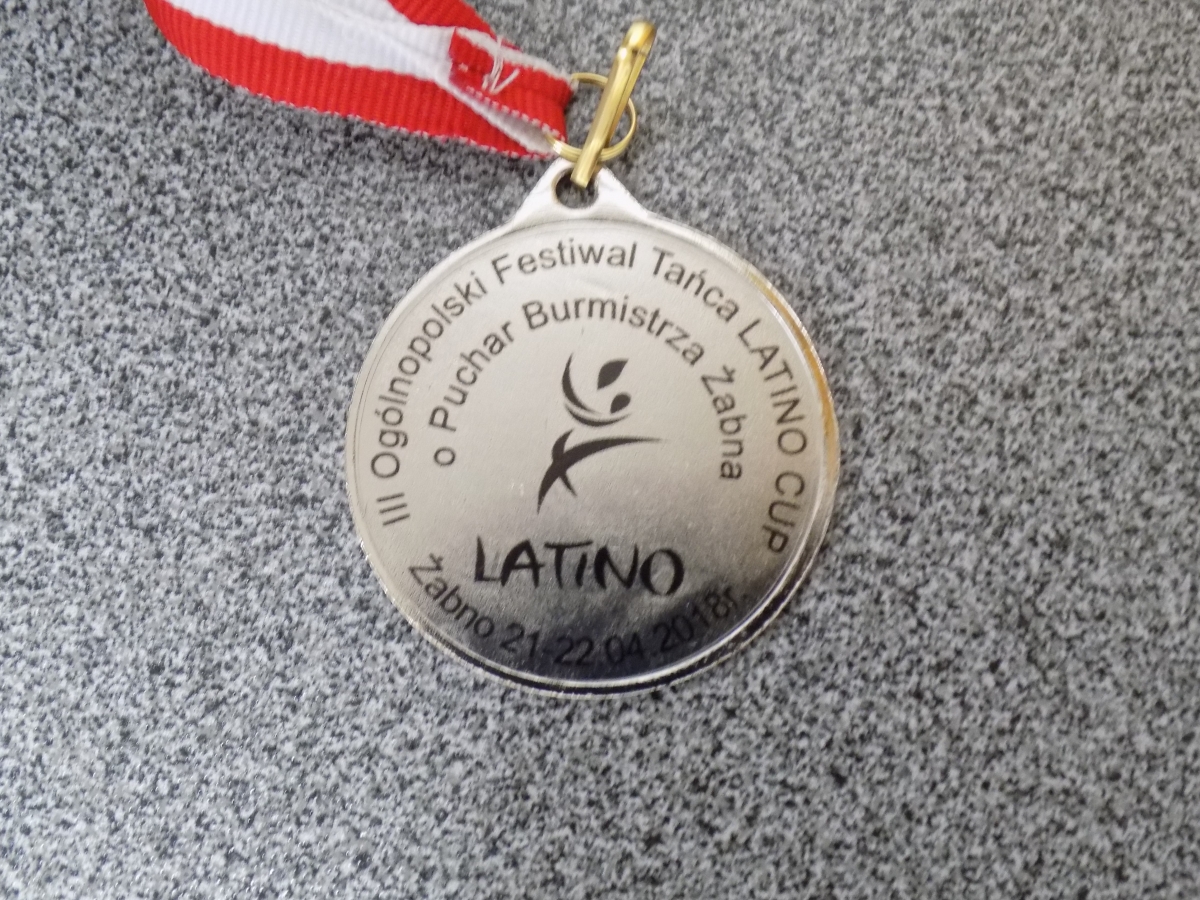 III Ogólnopolski Festiwal Tańca LATINO CUP
o Puchar Burmistrza Żabna
LATINO
Żabno 21-22.04.2018r.